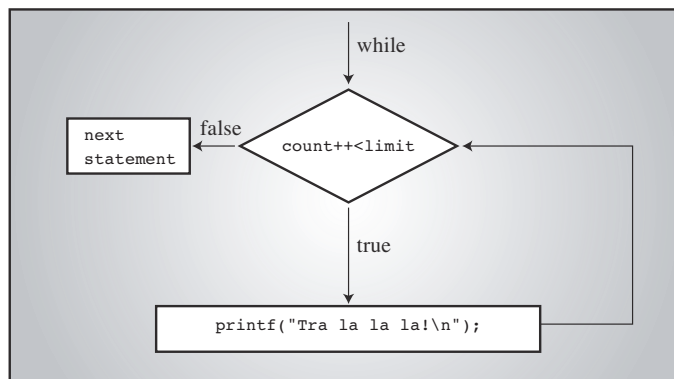 while
false
next
statement
count++<limit
true
printf("Tra la la la!\n");